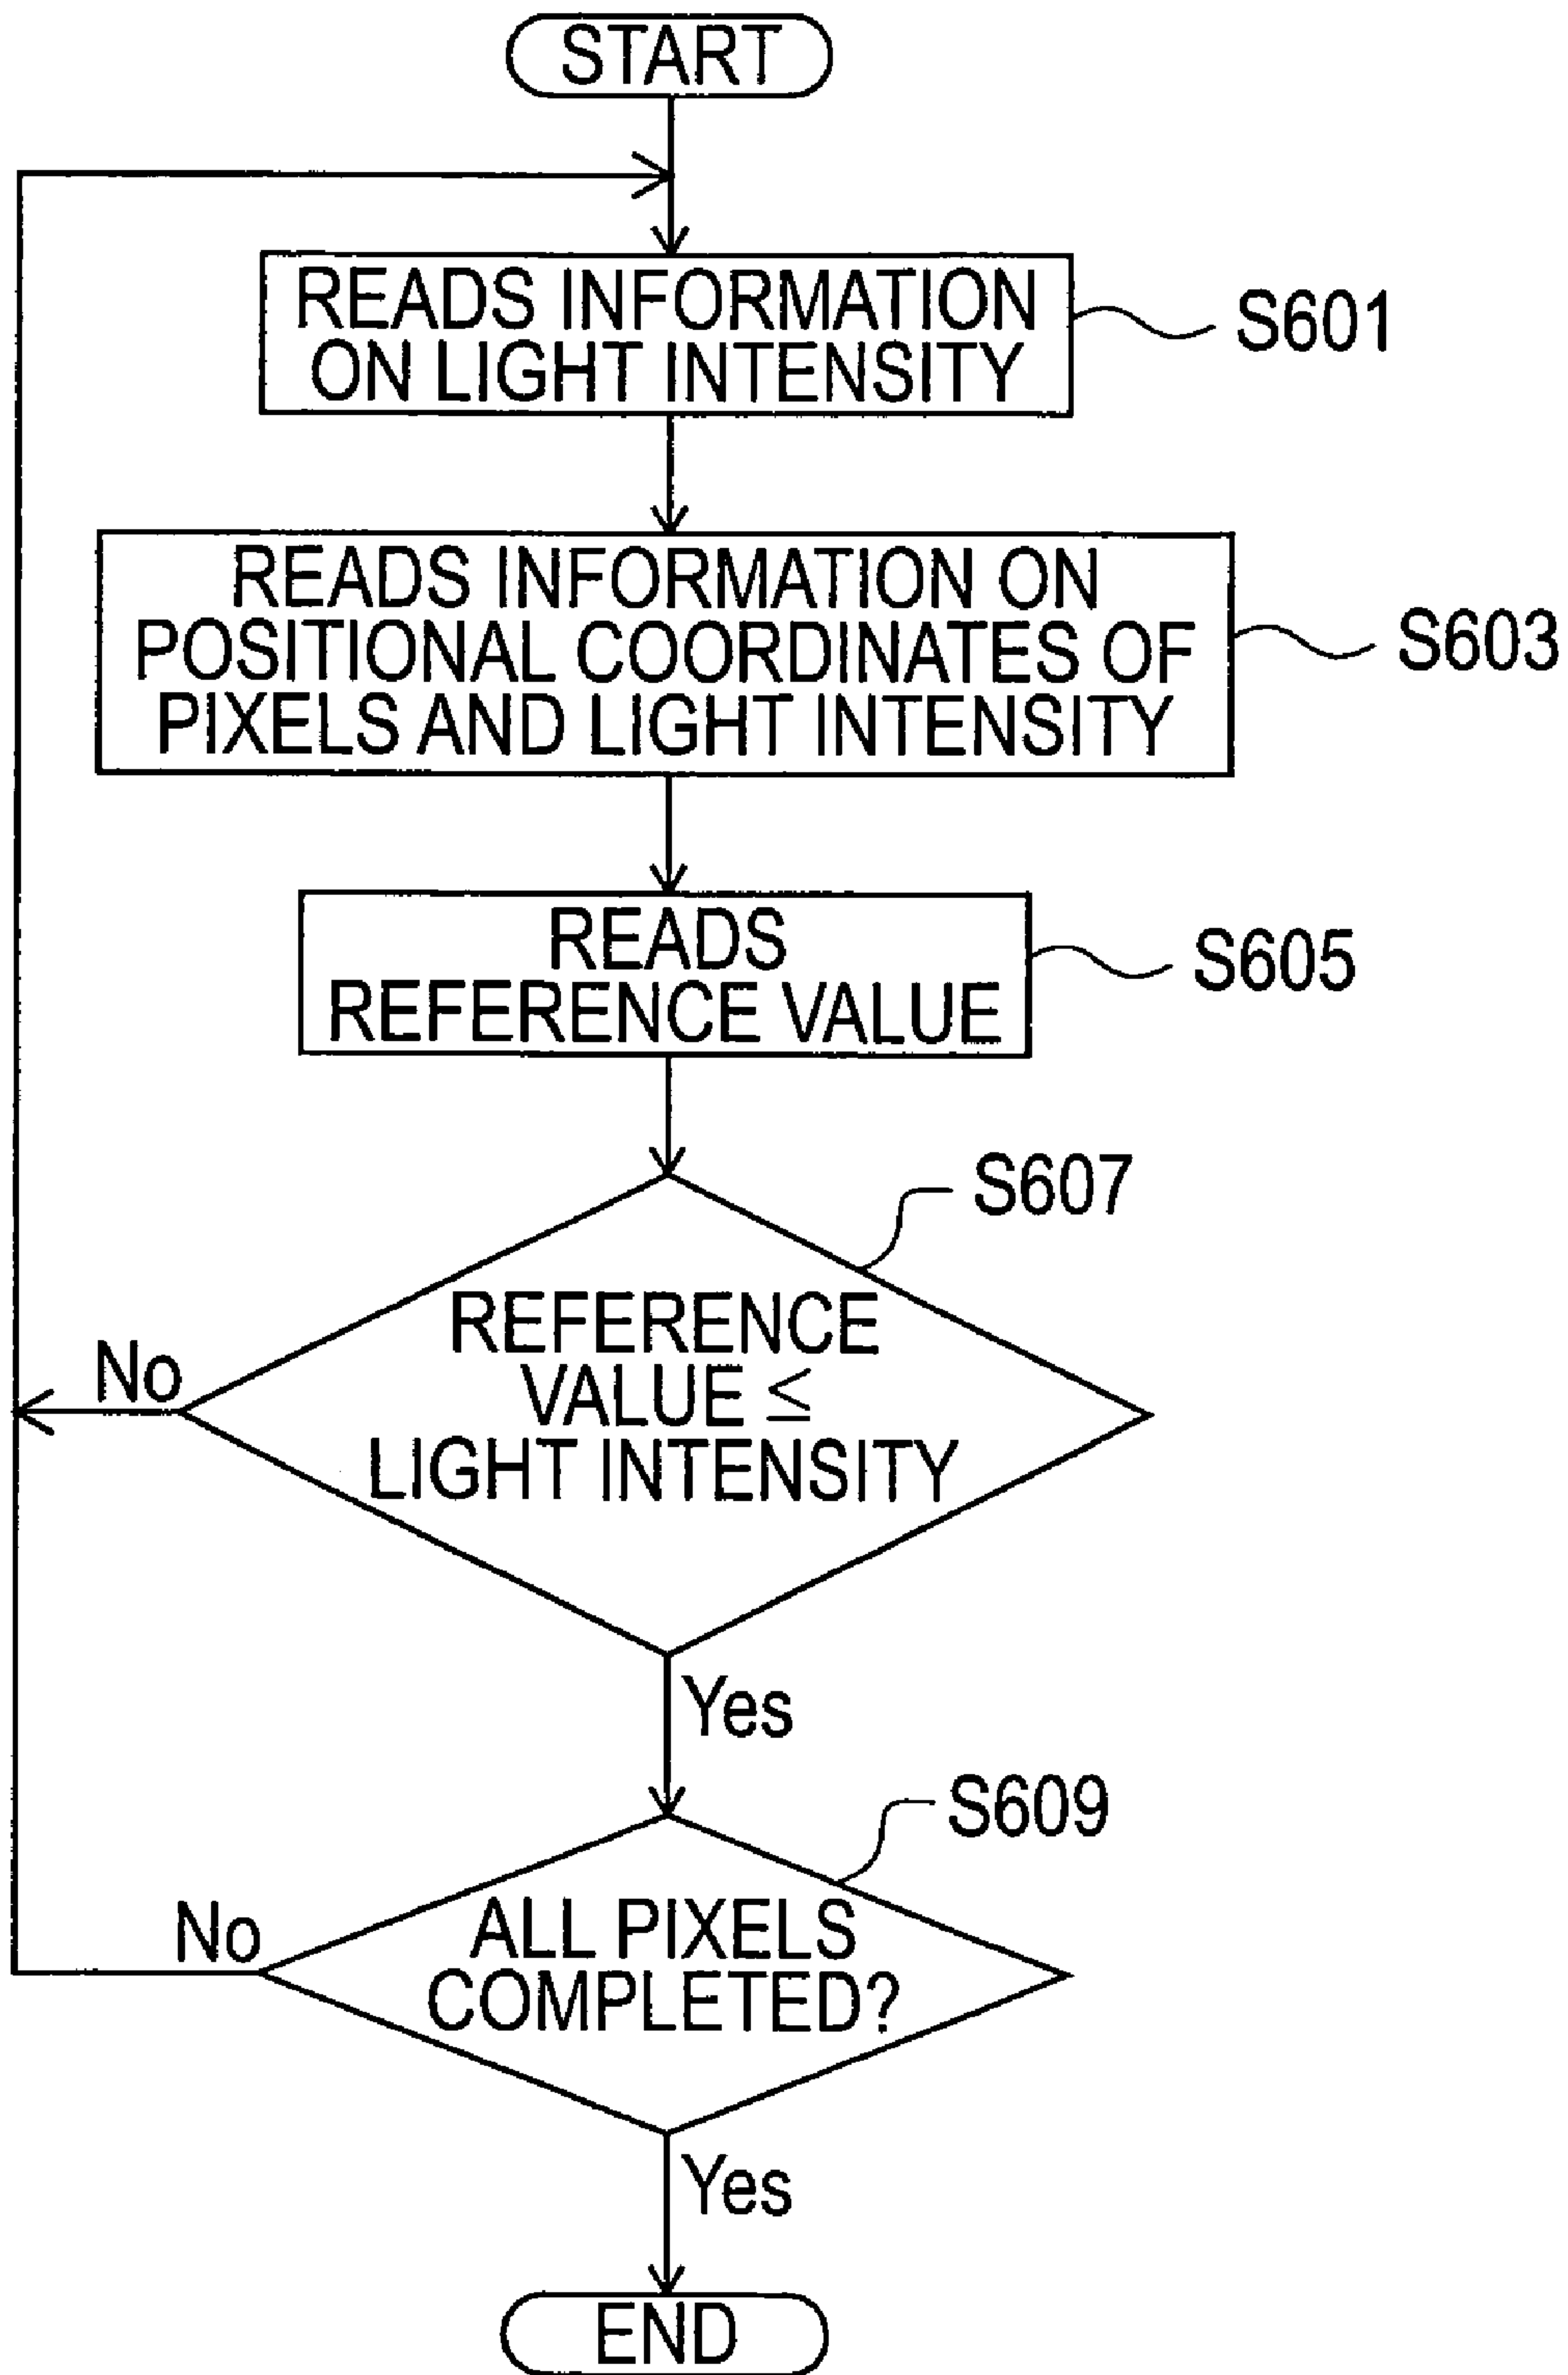 START
READS INFORMATION
ON LIGHT INTENSITY
S601
READS INFORMATION ON
POSITIONAL COORDINATES OF
PIXELS AND LIGHT INTENSITY
S603
READS
REFERENCE VALUE
S605
S607
REFERENCE
VALUE ≤
LIGHT INTENSITY
No
Yes
S609
ALL PIXELS
COMPLETED?
No
Yes
END